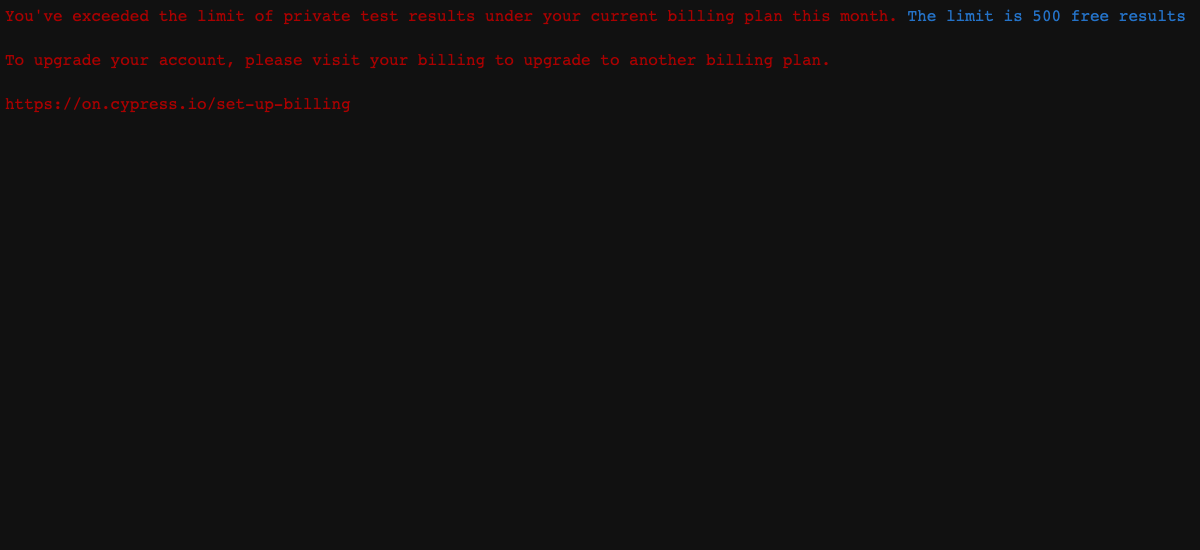 You've exceeded the limit of private test results under your current billing plan this month. The limit is 500 free results
To upgrade your account, please visit your billing to upgrade to another billing plan.
https://on.cypress.io/set-up-billing